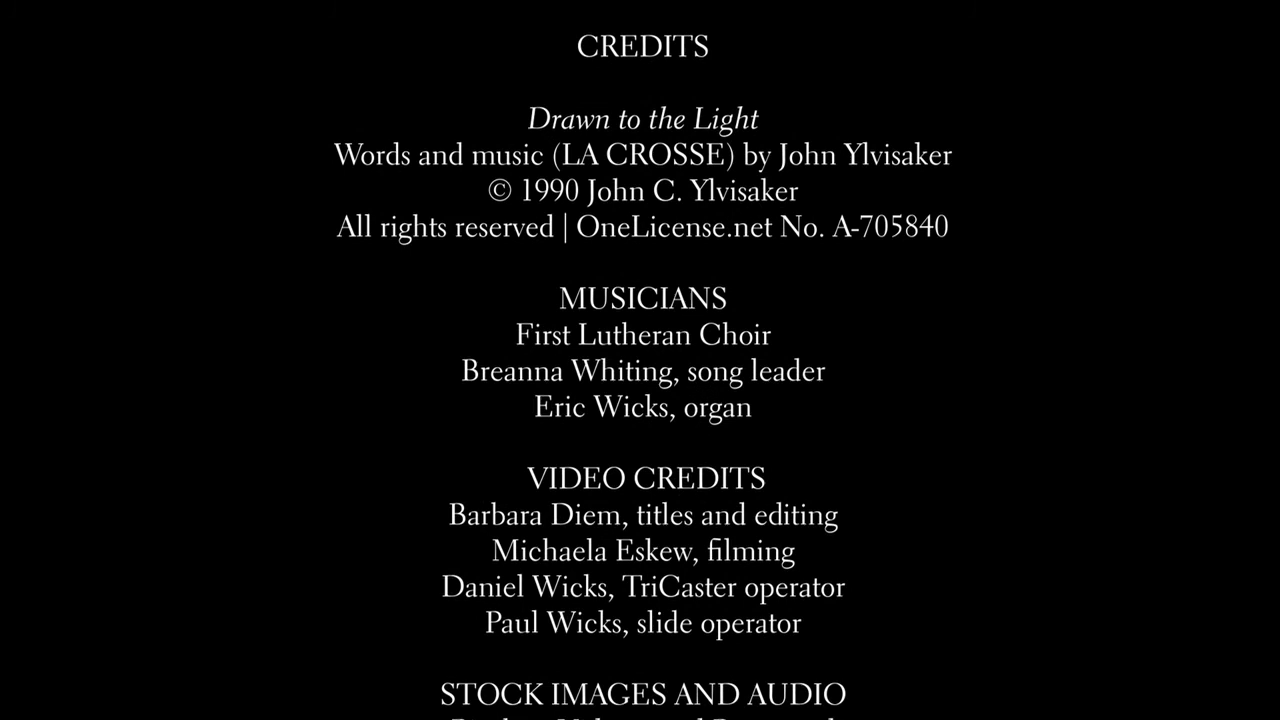 CREDITS
Drawn to the Light
Words and music (LA CROSSE) by John Ylvisaker
© 1990 John C. Ylvisaker
All rights reserved | OneLicense.net No. A-705840
MUSICIANS
First Lutheran Choir
Breanna Whiting, song leader
Eric Wicks, organ
VIDEO CREDITS
Barbara Diem, titles and editing
Michaela Eskew, filming
Daniel Wicks, TriCaster operator
Paul Wicks, slide operator
STOCK IMAGES AND AUDIO